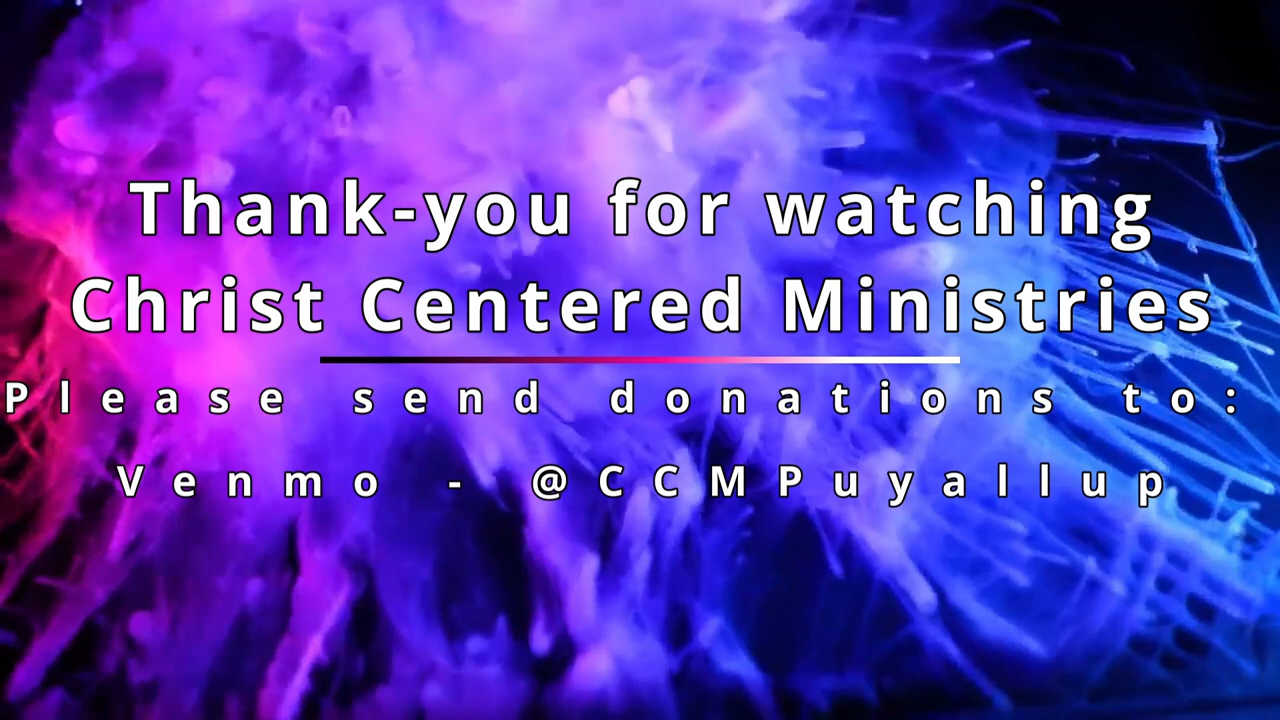 Thank-you for watching
Christ Centered Ministries
Please send donations to:
Venmo - @CCMPuyallup